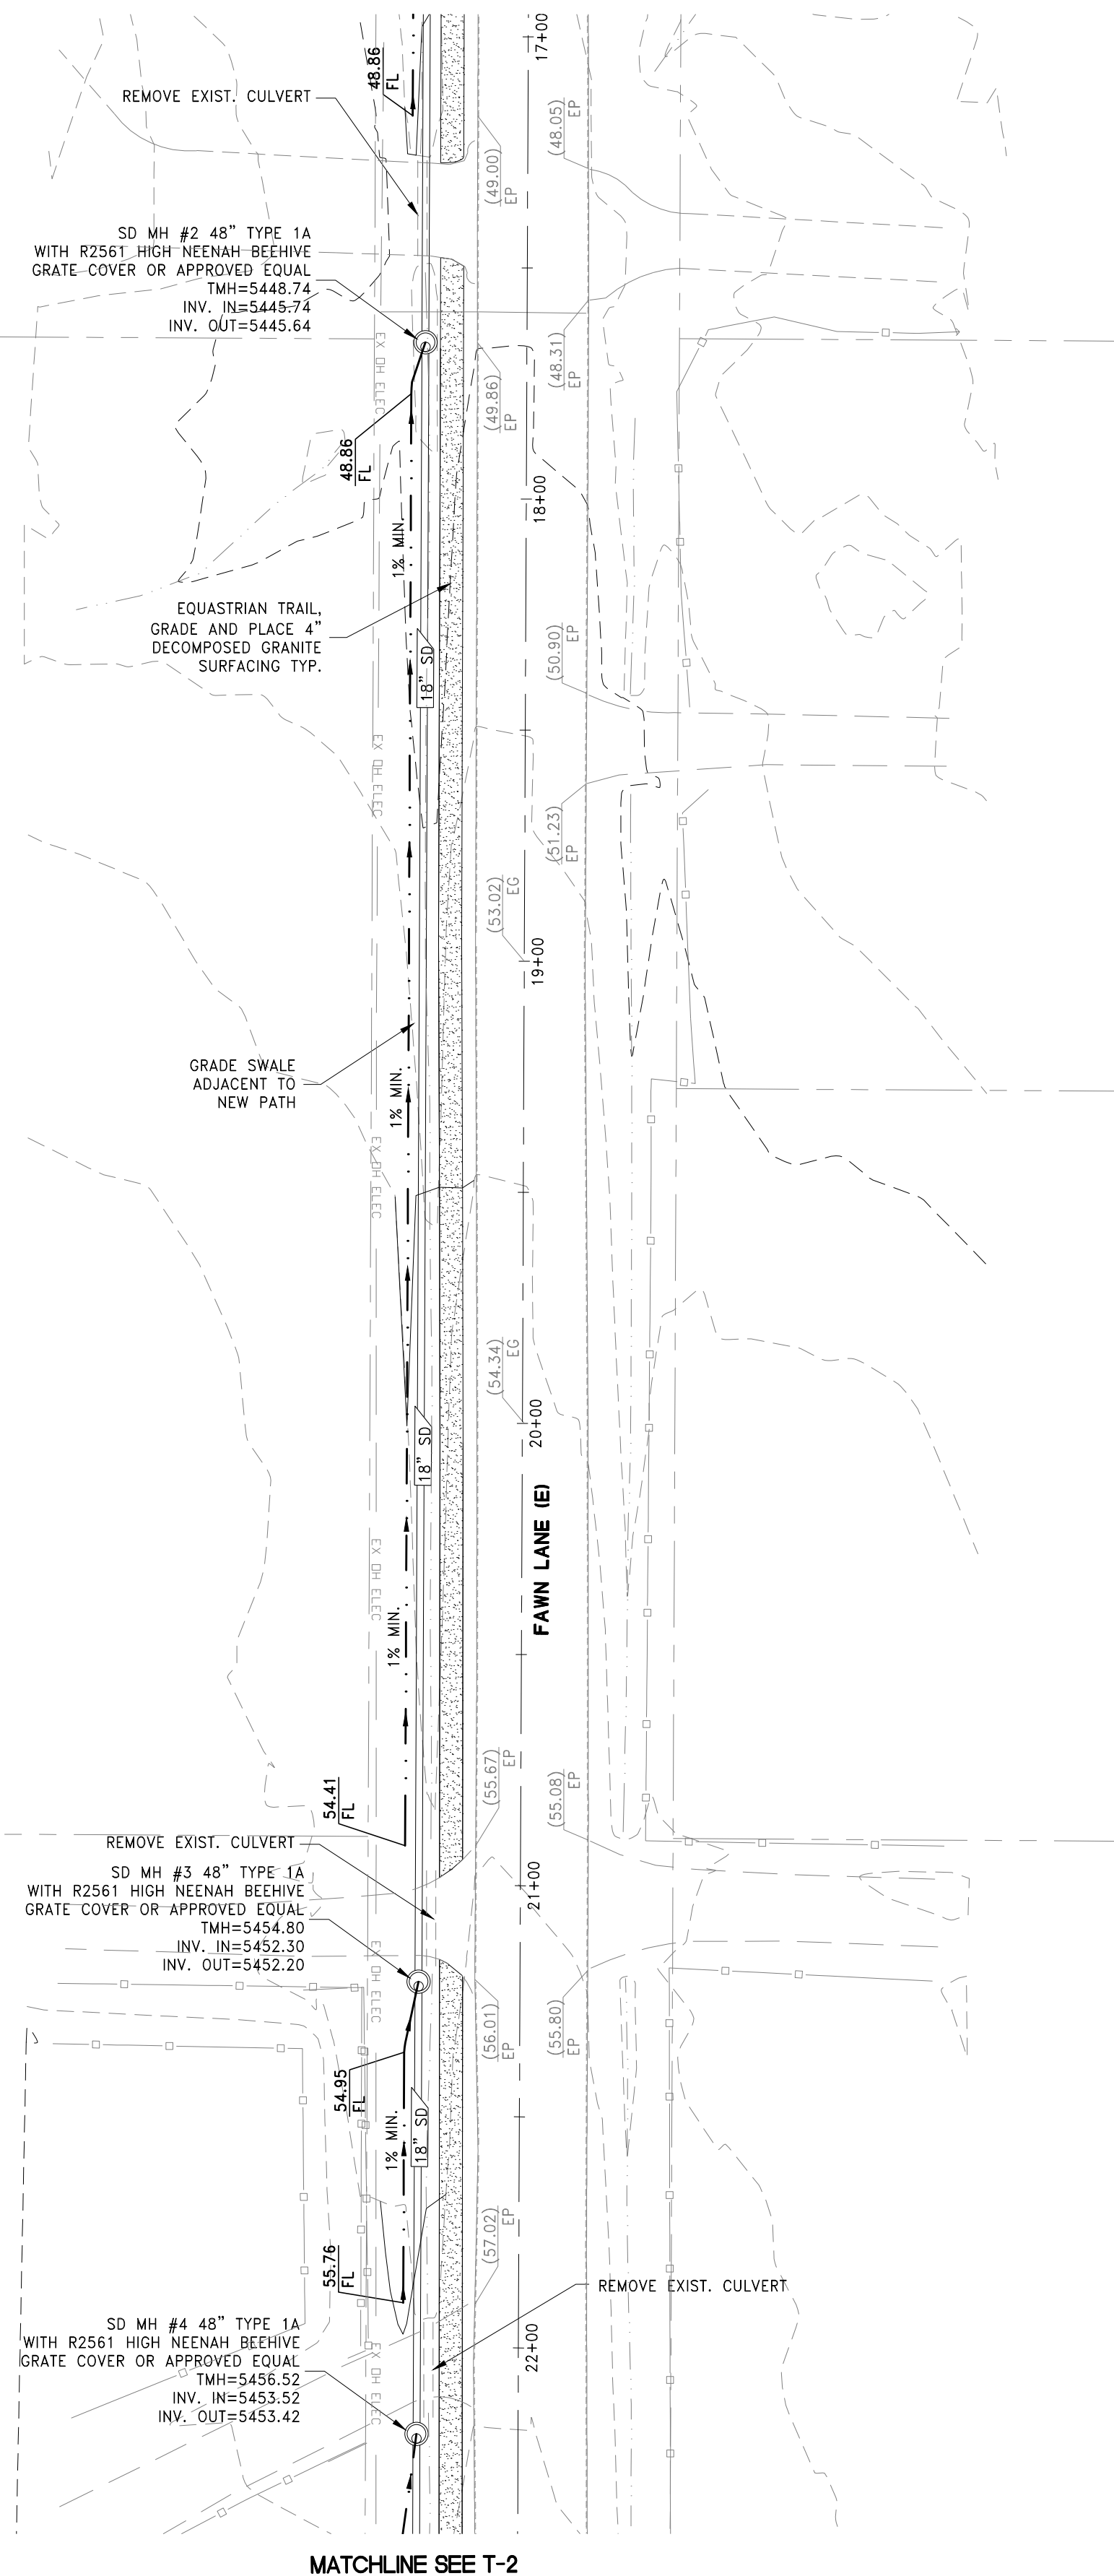 17+00
48.86
FL
REMOVE EXIST. CULVERT
(48.05)
EP
(49.00)
EP
SD MH #2 48" TYPE 1A
WITH R2561 HIGH NEENAH BEEHIVE
GRATE COVER OR APPROVED EQUAL
TMH=5448.74
INV. IN=5445.74
INV. OUT=5445.64
EX OH ELEC
(48.31)
EP
(49.86)
EP
48.86
FL
18+00
1% MIN.
EQUASTRIAN TRAIL,
GRADE AND PLACE 4"
DECOMPOSED GRANITE
SURFACING TYP.
18" SD
(50.90)
EP
EX OH ELEC
(51.23)
EP
(53.02)
EG
19+00
GRADE SWALE
ADJACENT TO
NEW PATH
1% MIN.
EX OH ELEC
(54.34)
EG
20+00
18" SD
FAWN LANE (E)
EX OH ELEC
1% MIN.
(55.67)
EP
(55.08)
EP
54.41
FL
REMOVE EXIST. CULVERT
21+00
SD MH #3 48" TYPE 1A
WITH R2561 HIGH NEENAH BEEHIVE
GRATE COVER OR APPROVED EQUAL
TMH=5454.80
INV. IN=5452.30
INV. OUT=5452.20
EX OH ELEC
(56.01)
EP
(55.80)
EP
54.95
FL
1% MIN.
18" SD
(57.02)
EP
55.76
FL
REMOVE EXIST. CULVERT
22+00
SD MH #4 48" TYPE 1A
WITH R2561 HIGH NEENAH BEEHIVE
GRATE COVER OR APPROVED EQUAL
TMH=5456.52
INV. IN=5453.52
INV. OUT=5453.42
EX OH ELEC
MATCHLINE SEE T-2